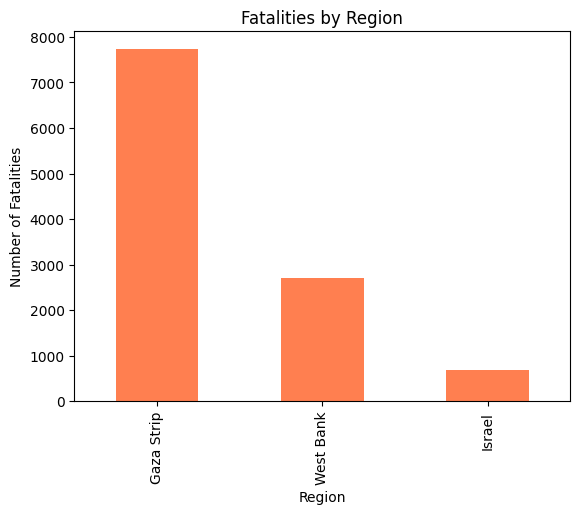 Fatalities by Region
Number of Fatalities
8000
7000
6000
5000
4000
3000
2000
1000
0
Gaza Strip
West Bank
Israel
Region